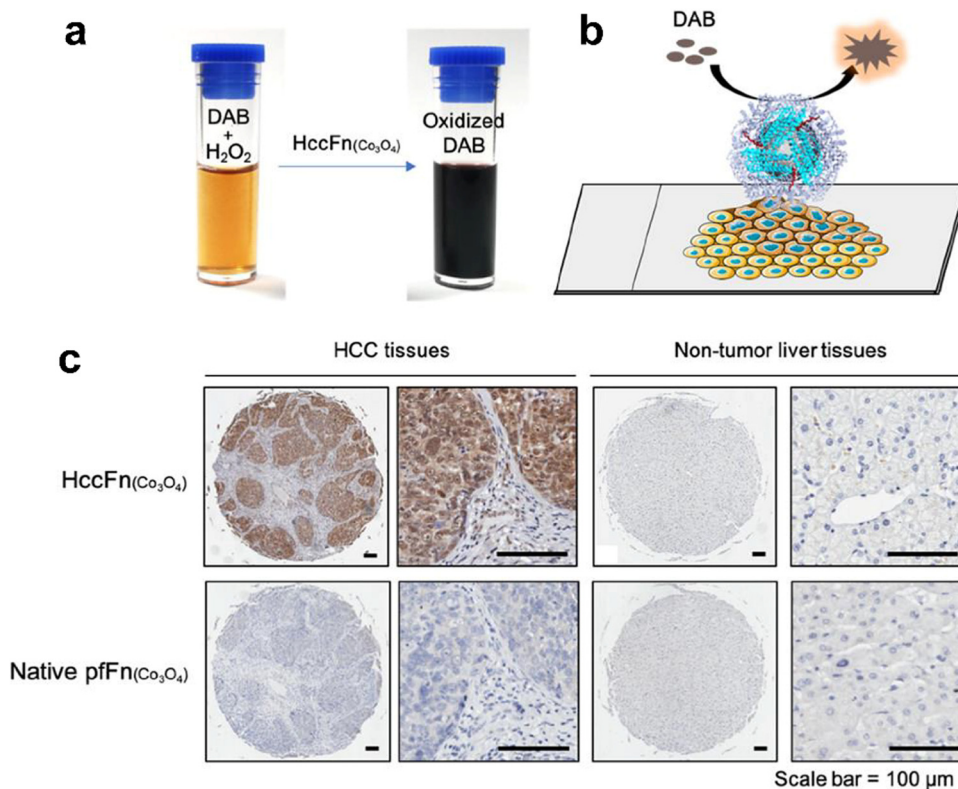 a
DAB
+
H₂O₂
HccFn(Co₃O₄)
Oxidized
DAB
b
DAB
c
HCC tissues
Non-tumor liver tissues
HccFn(Co₃O₄)
Native pfFn(Co₃O₄)
Scale bar = 100 μm